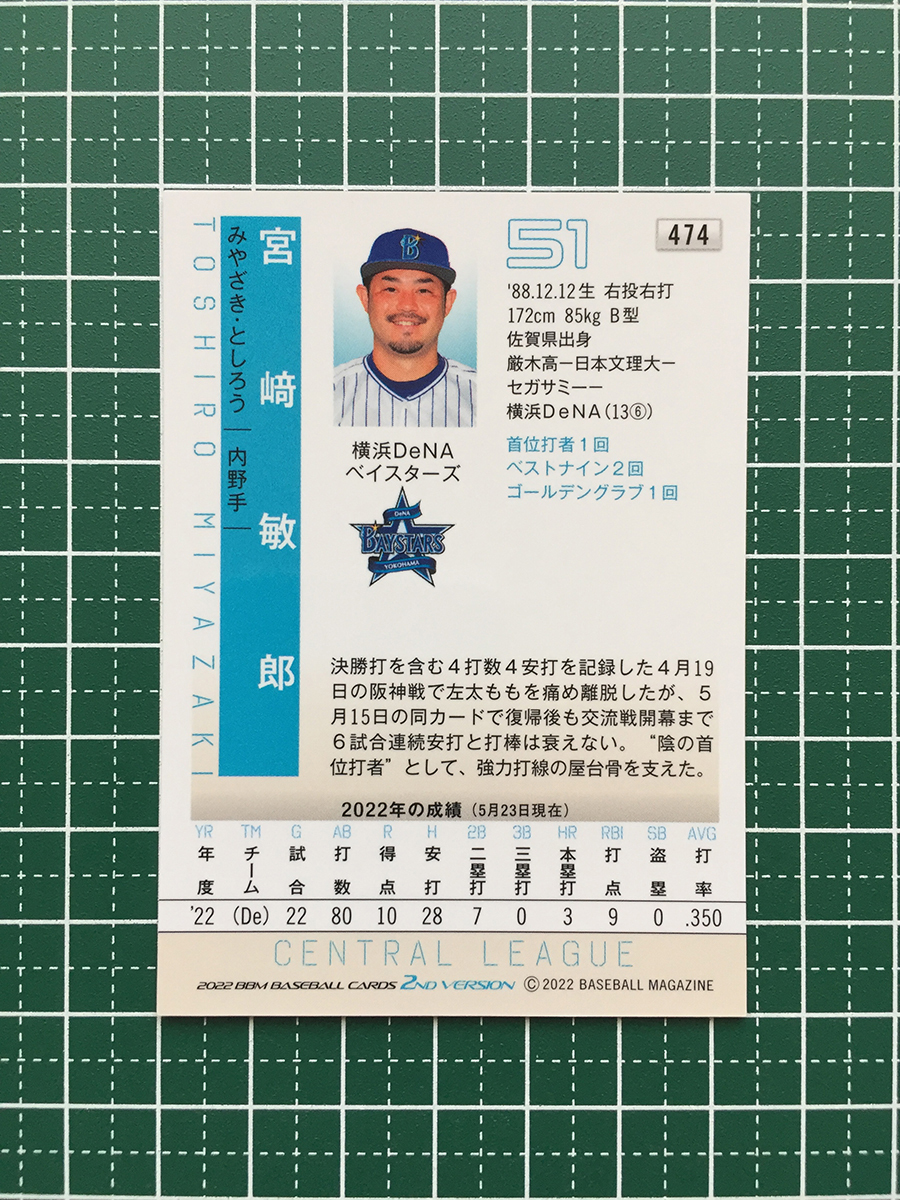 TOSHIRO MIYAZAKI
宮﨑敏郎
みやざき・としろう
内野手
B
51
474
'88.12.12生 右投右打
172cm 85kg B型
佐賀県出身
厳木高ー日本文理大ー
セガサミーー
横浜DeNA(13⑥)
首位打者1回
ベストナイン2回
ゴールデングラブ1回
横浜DeNA
ベイスターズ
DeNA
BAYSTARS
YOKOHAMA
決勝打を含む4打数4安打を記録した4月19
日の阪神戦で左太ももを痛め離脱したが、5
月15日の同カードで復帰後も交流戦開幕まで
6試合連続安打と打棒は衰えない。“陰の首
位打者”として、強力打線の屋台骨を支えた。
2022年の成績(5月23日現在)
YR TM G AB R H 2B 3B HR RBI SB AVG
年度 チーム 試合 打数 得点 安打 二塁打 三塁打 本塁打 打点 盗塁 打率
'22 (De) 22 80 10 28 7 0 3 9 0 .350
CENTRAL LEAGUE
2022 BBM BASEBALL CARDS 2ND VERSION ©2022 BASEBALL MAGAZINE